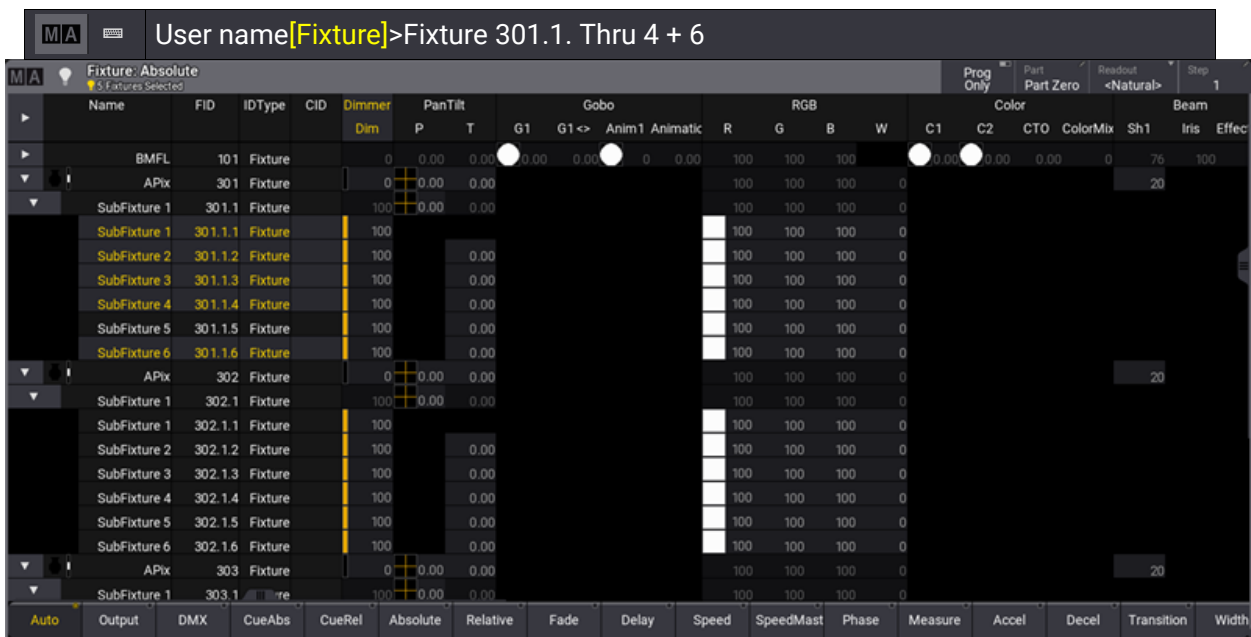 MA User name[Fixture]>Fixture 301.1. Thru 4 + 6
MA Fixture: Absolute Prog Only Part Part Zero Readout <Natural> Step 1
5 Fixtures Selected
Name FID IDType CID Dimmer PanTilt Gobo RGB Color Beam
Dim P T G1 G1<> Anim1 Animatic R G B W C1 C2 CTO ColorMix Sh1 Iris Effec
BMFL 101 Fixture 0 0.00 0.00 0.00 0.00 0 0.00 100 100 100 0.00 0.00 0.00 0 76 100
APix 301 Fixture 0 0.00 0.00 100 100 100 0 20
SubFixture 1 301.1 Fixture 100 0.00 0.00 100 100 100 0
SubFixture 1 301.1.1 Fixture 100 100 100 100 0
SubFixture 2 301.1.2 Fixture 100 0.00 100 100 100 0
SubFixture 3 301.1.3 Fixture 100 0.00 100 100 100 0
SubFixture 4 301.1.4 Fixture 100 0.00 100 100 100 0
SubFixture 5 301.1.5 Fixture 100 0.00 100 100 100 0
SubFixture 6 301.1.6 Fixture 100 0.00 100 100 100 0
APix 302 Fixture 0 0.00 0.00 100 100 100 0 20
SubFixture 1 302.1 Fixture 100 0.00 0.00 100 100 100 0
SubFixture 1 302.1.1 Fixture 100 100 100 100 0
SubFixture 2 302.1.2 Fixture 100 0.00 100 100 100 0
SubFixture 3 302.1.3 Fixture 100 0.00 100 100 100 0
SubFixture 4 302.1.4 Fixture 100 0.00 100 100 100 0
SubFixture 5 302.1.5 Fixture 100 0.00 100 100 100 0
SubFixture 6 302.1.6 Fixture 100 0.00 100 100 100 0
APix 303 Fixture 0 0.00 0.00 100 100 100 0 20
SubFixture 1 303.1 re 100 0.00 0.00 100 100 100 0
Auto Output DMX CueAbs CueRel Absolute Relative Fade Delay Speed SpeedMast Phase Measure Accel Decel Transition Width